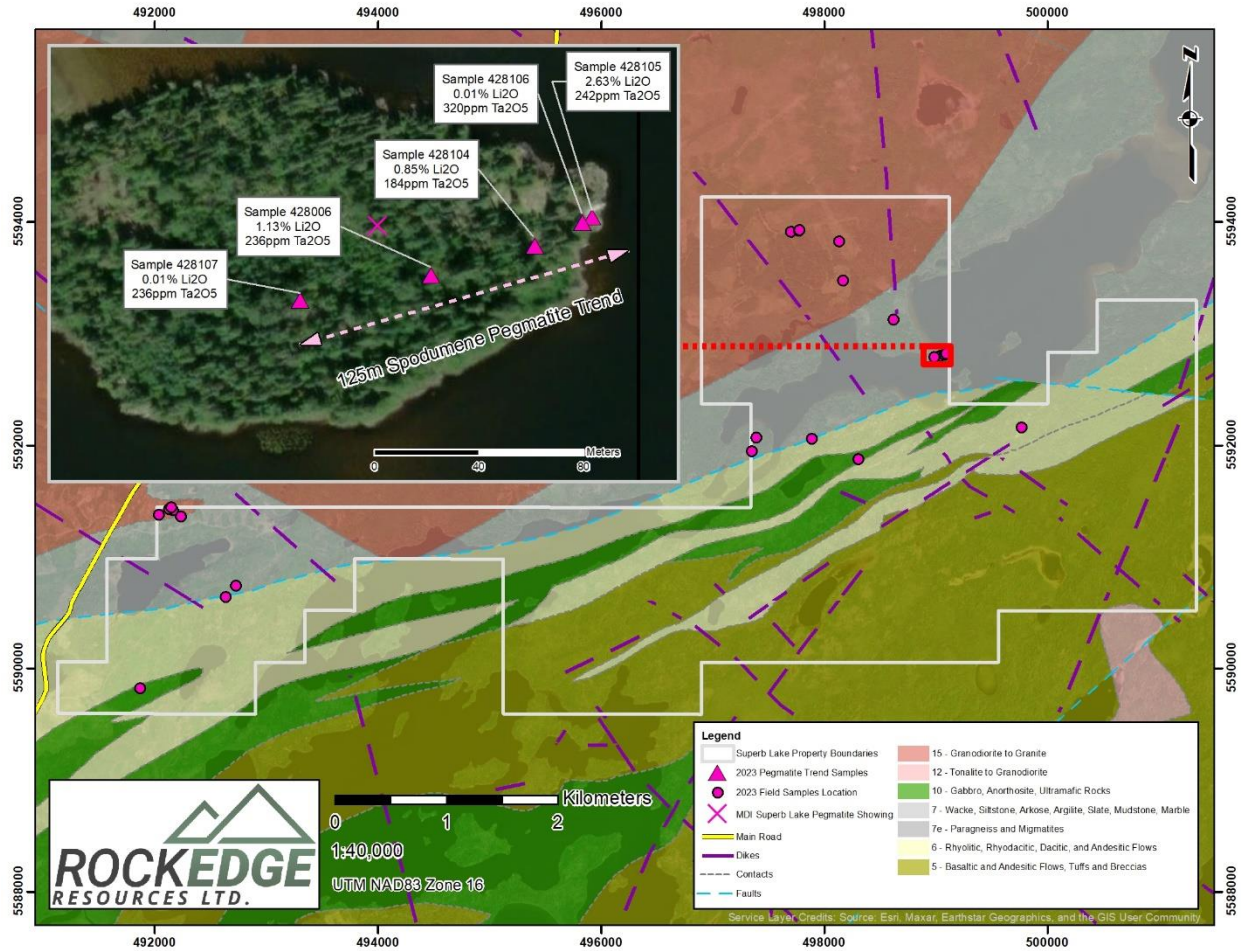 492000
494000
496000
498000
500000
Sample 428106
0.01% Li2O
320ppm Ta2O5
Sample 428105
2.63% Li2O
242ppm Ta2O5
Sample 428104
0.85% Li2O
184ppm Ta2O5
Sample 428006
1.13% Li2O
236ppm Ta2O5
Sample 428107
0.01% Li2O
236ppm Ta2O5
125m Spodumene Pegmatite Trend
Meters
0 40 80
N
5594000
5594000
5592000
5592000
5590000
5590000
5588000
5588000
ROCKEDGE
RESOURCES LTD.
Kilometers
0 1 2
1:40,000
UTM NAD83 Zone 16
Legend
Superb Lake Property Boundaries
2023 Pegmatite Trend Samples
2023 Field Samples Location
MDI Superb Lake Pegmatite Showing
Main Road
Dikes
Contacts
Faults
15 - Granodiorite to Granite
12 - Tonalite to Granodiorite
10 - Gabbro, Anorthosite, Ultramafic Rocks
7 - Wacke, Siltstone, Arkose, Argilite, Slate, Mudstone, Marble
7e - Paragneiss and Migmatites
6 - Rhyolitic, Rhyodacitic, Dacitic, and Andesitic Flows
5 - Basaltic and Andesitic Flows, Tuffs and Breccias
Service Layer Credits: Source: Esri, Maxar, Earthstar Geographics, and the GIS User Community
492000
494000
496000
498000
500000